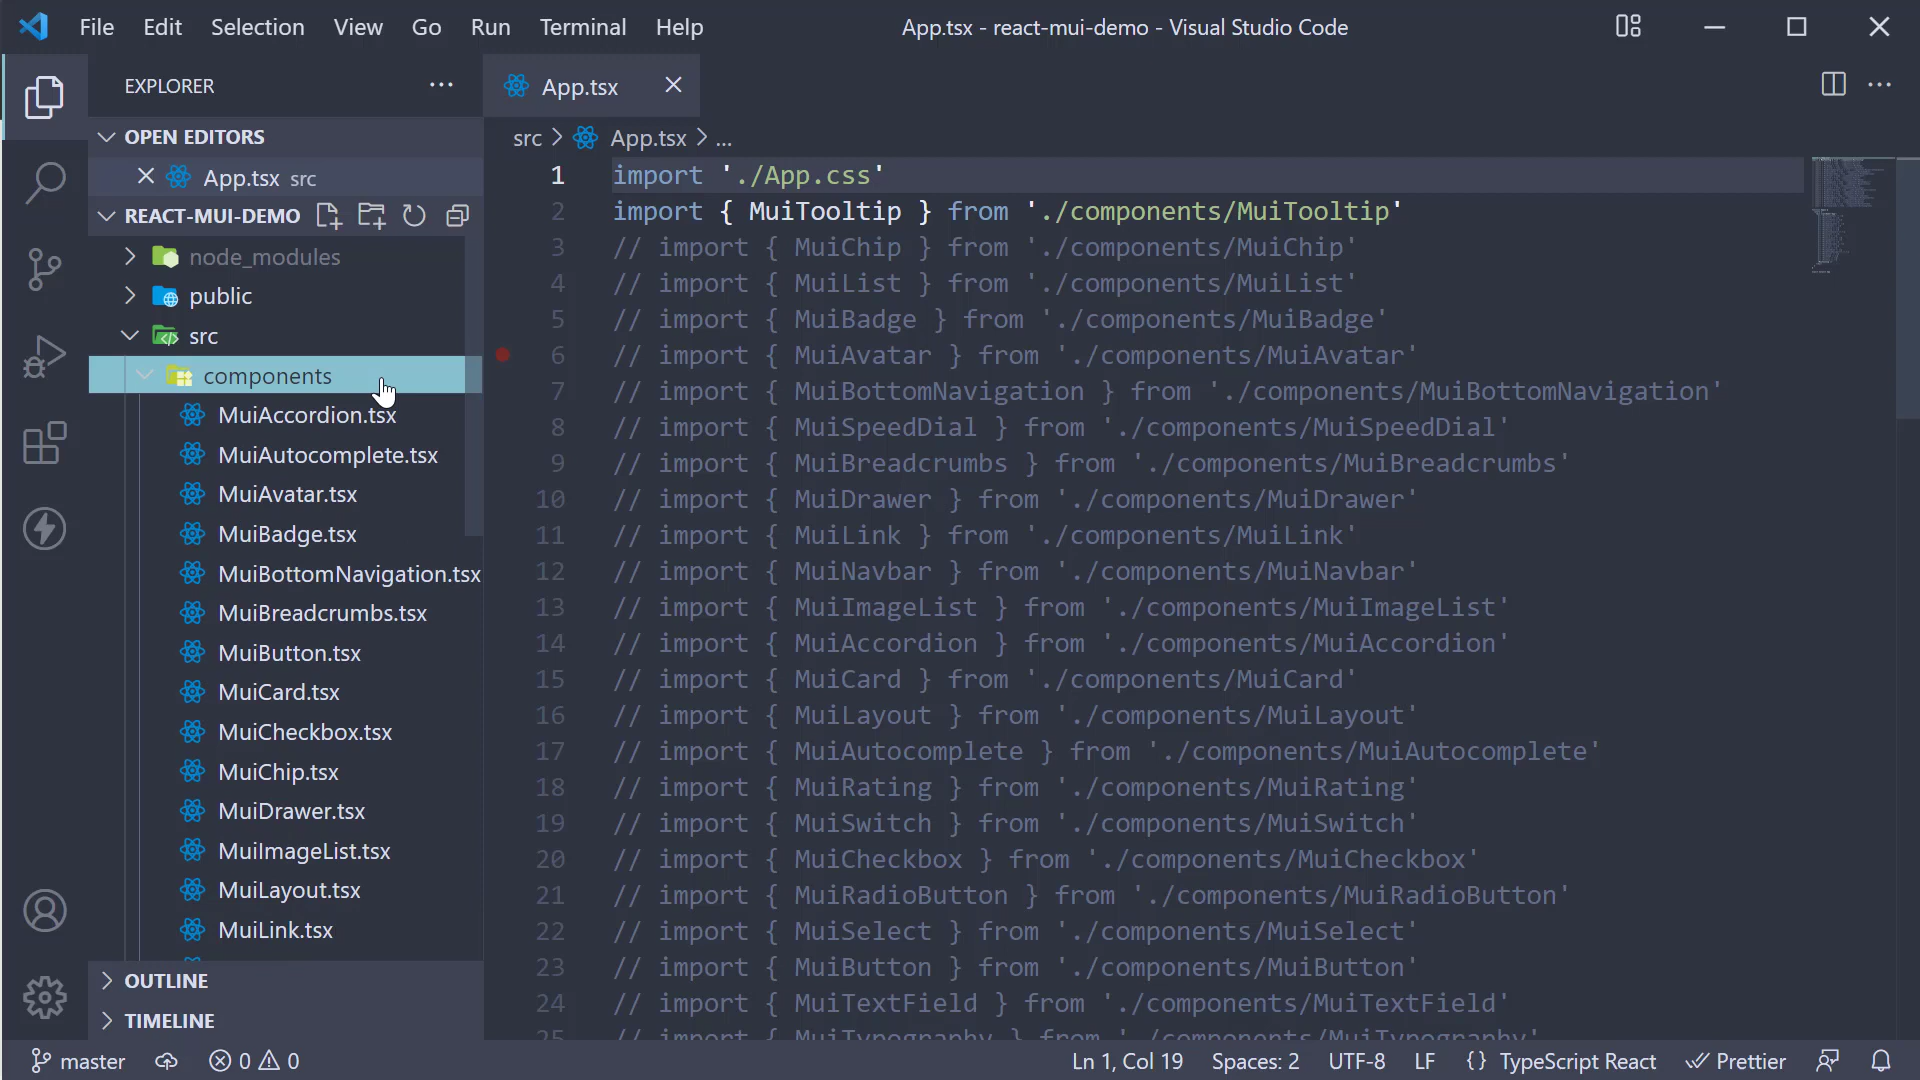 File Edit Selection View Go Run Terminal Help
App.tsx - react-mui-demo - Visual Studio Code
EXPLORER
OPEN EDITORS
App.tsx src
REACT-MUI-DEMO
node_modules
public
src
components
MuiAccordion.tsx
MuiAutocomplete.tsx
MuiAvatar.tsx
MuiBadge.tsx
MuiBottomNavigation.tsx
MuiBreadcrumbs.tsx
MuiButton.tsx
MuiCard.tsx
MuiCheckbox.tsx
MuiChip.tsx
MuiDrawer.tsx
MuiImageList.tsx
MuiLayout.tsx
MuiLink.tsx
OUTLINE
TIMELINE
App.tsx
src > App.tsx > ...
1 import './App.css'
2 import { MuiTooltip } from './components/MuiTooltip'
3 // import { MuiChip } from './components/MuiChip'
4 // import { MuiList } from './components/MuiList'
5 // import { MuiBadge } from './components/MuiBadge'
6 // import { MuiAvatar } from './components/MuiAvatar'
7 // import { MuiBottomNavigation } from './components/MuiBottomNavigation'
8 // import { MuiSpeedDial } from './components/MuiSpeedDial'
9 // import { MuiBreadcrumbs } from './components/MuiBreadcrumbs'
10 // import { MuiDrawer } from './components/MuiDrawer'
11 // import { MuiLink } from './components/MuiLink'
12 // import { MuiNavbar } from './components/MuiNavbar'
13 // import { MuiImageList } from './components/MuiImageList'
14 // import { MuiAccordion } from './components/MuiAccordion'
15 // import { MuiCard } from './components/MuiCard'
16 // import { MuiLayout } from './components/MuiLayout'
17 // import { MuiAutocomplete } from './components/MuiAutocomplete'
18 // import { MuiRating } from './components/MuiRating'
19 // import { MuiSwitch } from './components/MuiSwitch'
20 // import { MuiCheckbox } from './components/MuiCheckbox'
21 // import { MuiRadioButton } from './components/MuiRadioButton'
22 // import { MuiSelect } from './components/MuiSelect'
23 // import { MuiButton } from './components/MuiButton'
24 // import { MuiTextField } from './components/MuiTextField'
25 // import { MuiTypography } from './components/MuiTypography'
master 0 0 Ln 1, Col 19 Spaces: 2 UTF-8 LF {} TypeScript React Prettier